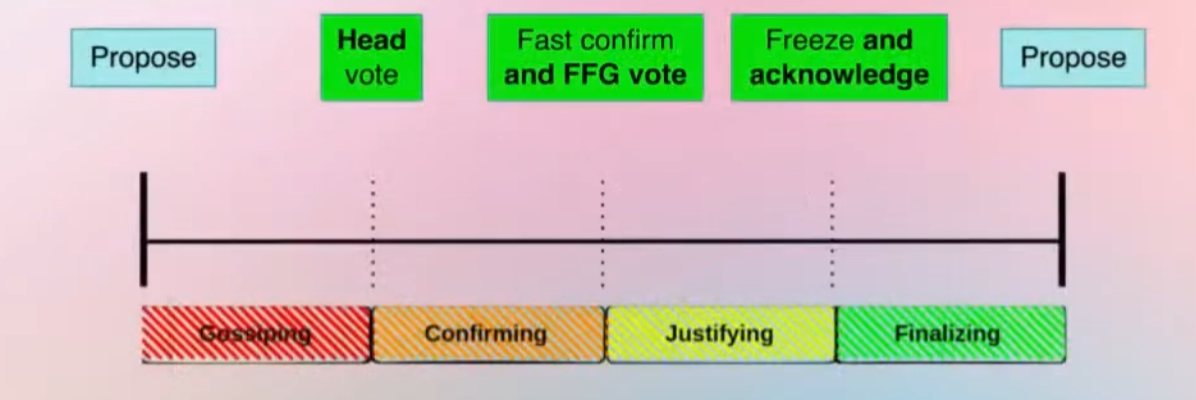 Propose
Head
vote
Fast confirm
and FFG vote
Freeze and
acknowledge
Propose
Gossiping
Confirming
Justifying
Finalizing